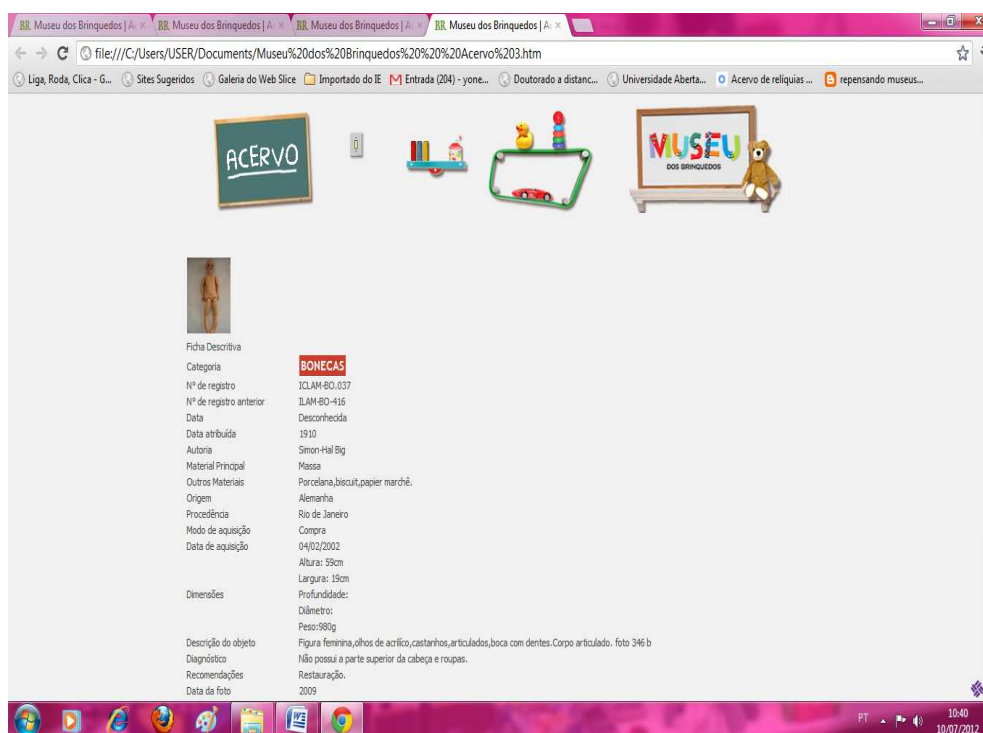 BR Museu dos Brinquedos | A
BR Museu dos Brinquedos | A
BR Museu dos Brinquedos | A
BR Museu dos Brinquedos | A
file:///C:/Users/USER/Documents/Museu%20dos%20Brinquedos%20%20%20Acervo%203.htm
Liga, Roda, Clica - G... Sites Sugeridos Galeria do Web Slice Importado do IE Entrada (204) - yone... Doutorado a distanc... Universidade Aberta... Acervo de reliquias ... repensando museus...
ACERVO
MUSEU
DOS BRINQUEDOS
Ficha Descritiva
Categoria BONECAS
Nº de registro ICLAM-BO.037
Nº de registro anterior ILAM-BO-416
Data Desconhecida
Data atribuída 1910
Autoria Simon-Hal Big
Material Principal Massa
Outros Materiais Porcelana,biscuit,papier marchê.
Origem Alemanha
Procedência Rio de Janeiro
Modo de aquisição Compra
Data de aquisição 04/02/2002
Altura: 59cm
Largura: 19cm
Dimensões Profundidade:
Diâmetro:
Peso:980g
Descrição do objeto Figura feminina,olhos de acrílico,castanhos,articulados,boca com dentes.Corpo articulado. foto 346 b
Diagnóstico Não possui a parte superior da cabeça e roupas.
Recomendações Restauração.
Data da foto 2009
PT 10:40
10/07/2012